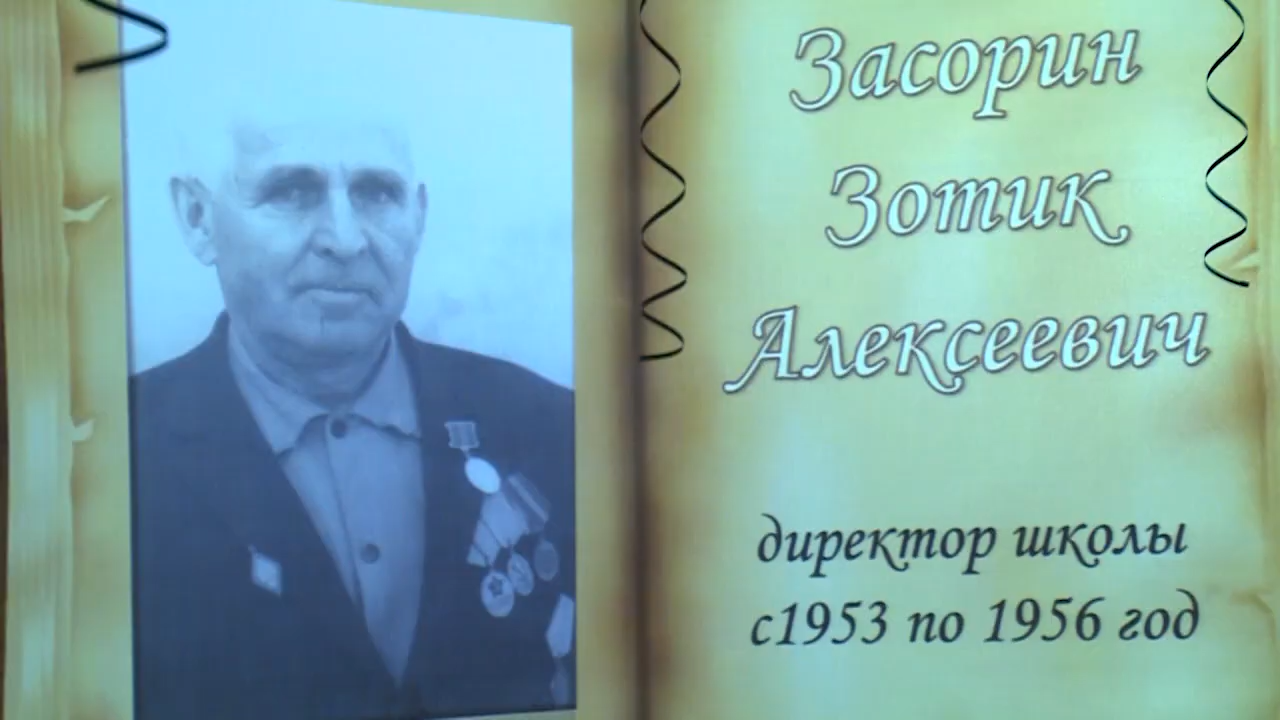 Засорин
Зотик
Алексеевич
директор школы
с1953 по 1956 год